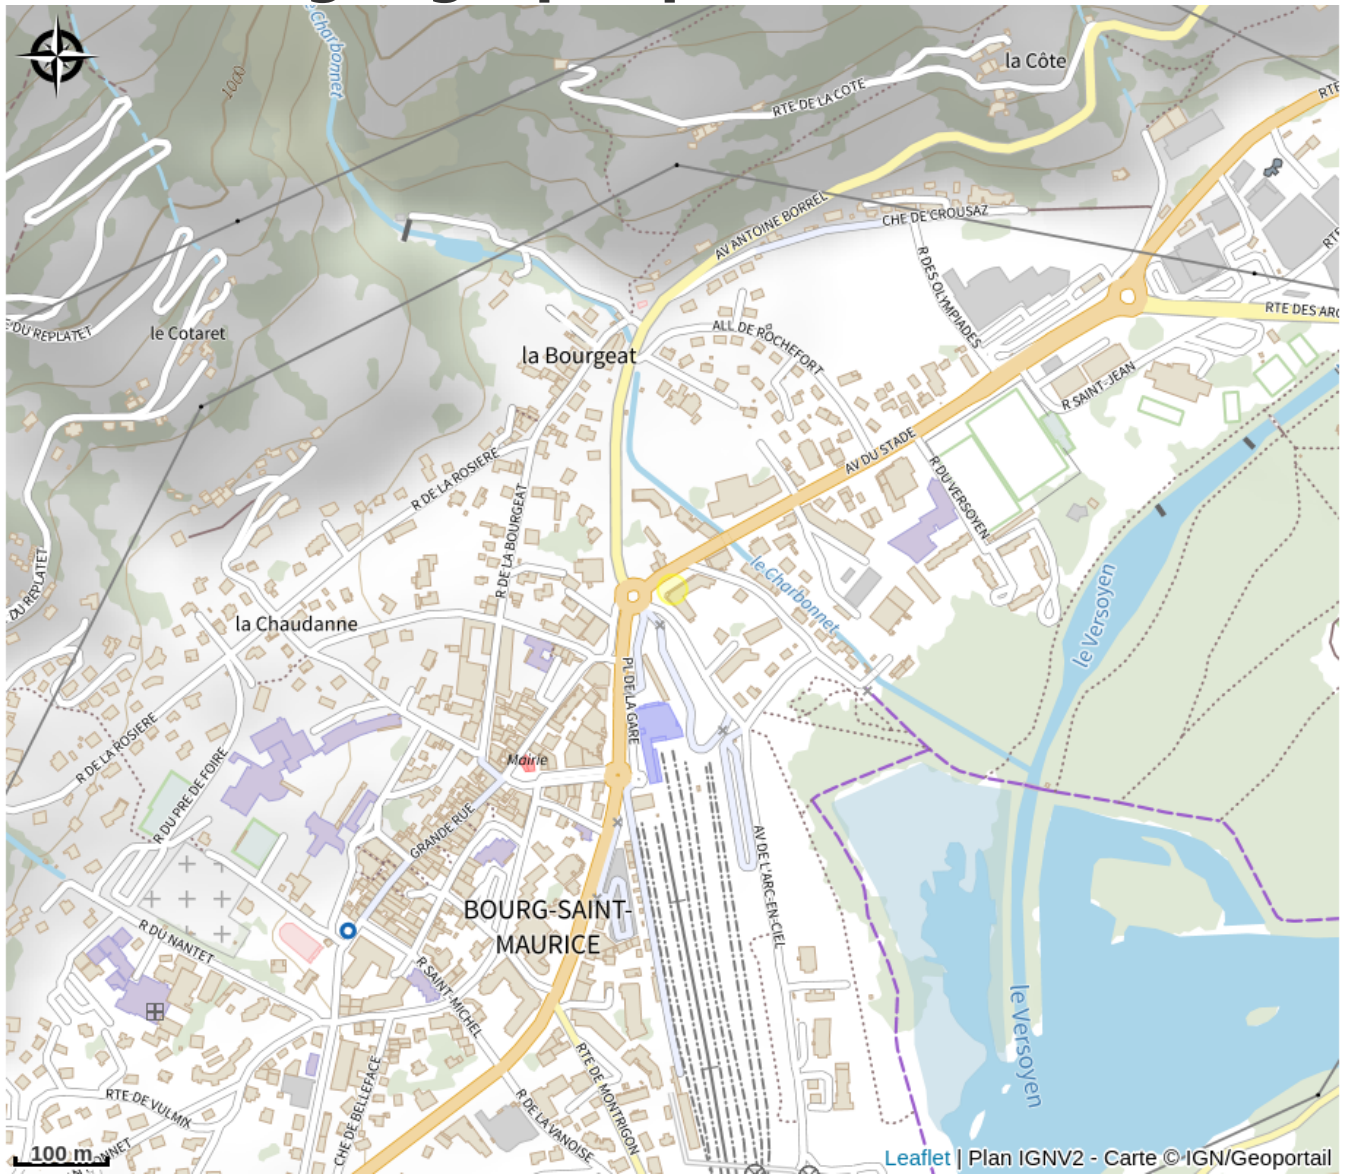 le Charbonnet
la Côte
1000
RTE DE LA COTE
RTE
AV ANTOINE BORREL
CHE DE CROUSAZ
R DES OLYMPIADES
RTE
RTE DES ARC
DU REPLATET
le Cotaret
la Bourgeat
ALL DE ROCHEFORT
R SAINT-JEAN
AV DU STADE
R DE LA ROSIERE
R DE LA BOURGEAT
R DU VERSOYEN
DU REPLATET
le Charbonnet
le Versoyen
la Chaudanne
PL DE LA GARE
R DE LA ROSIERE
Mairie
R DU PRE DE FOIRE
GRANDE RUE
AV DE L'ARC-EN-CIEL
BOURG-SAINT-
MAURICE
R DU NANTET
R SAINT-MICHEL
le Versoyen
RTE DE MONTRIGON
CHE DE BELLEFACE
RTE DE VULMIX
R DE LA VANOISE
100 m
Leaflet | Plan IGNV2 - Carte © IGN/Geoportail